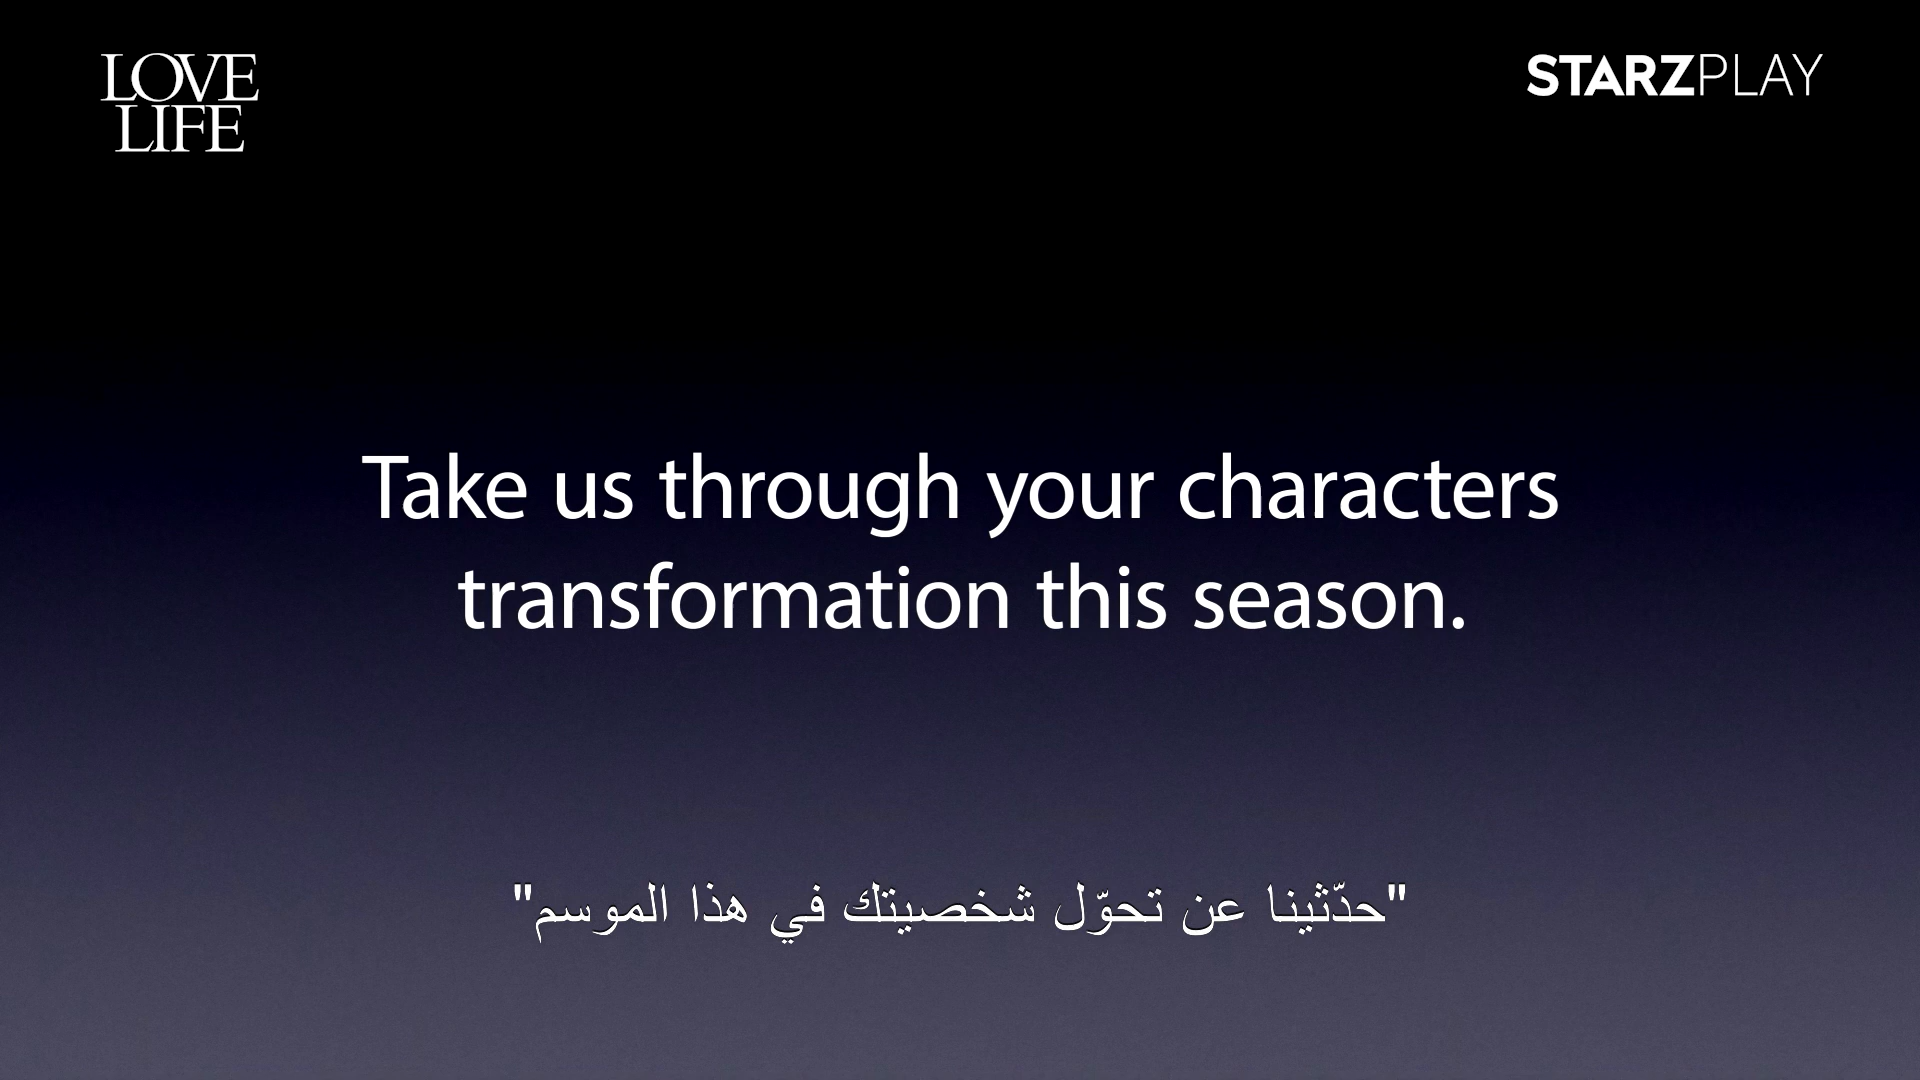 LOVE
LIFE
STARZPLAY
Take us through your characters
transformation this season.
"حدّثينا عن تحوّل شخصيتك في هذا الموسم"